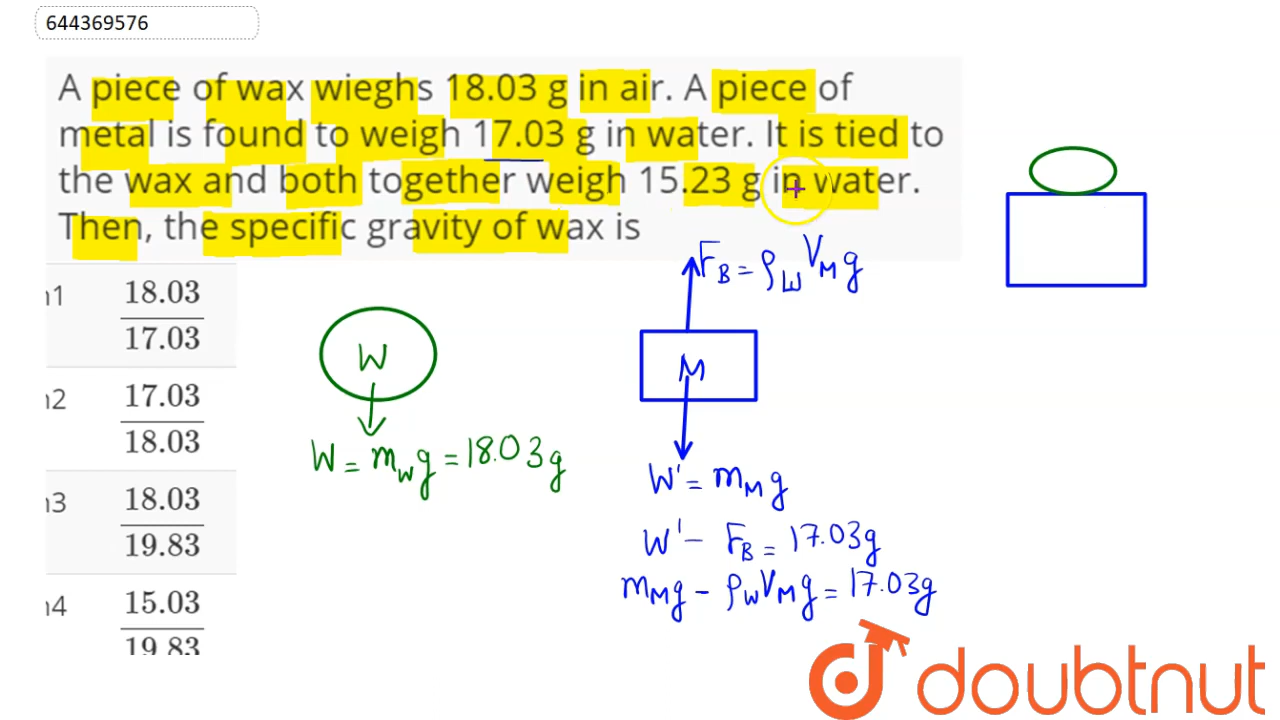 644369576
A piece of wax wieghs 18.03 g in air. A piece of
metal is found to weigh 17.03 g in water. It is tied to
the wax and both together weigh 15.23 g in water.
Then, the specific gravity of wax is
1 18.03
17.03
2 17.03
18.03
3 18.03
19.83
4 15.03
19.83
W
W = m_W g = 18.03g
F_B = ρ_W V_M g
M
W' = m_M g
W' - F_B = 17.03g
m_M g - ρ_W V_M g = 17.03g
doubtnut